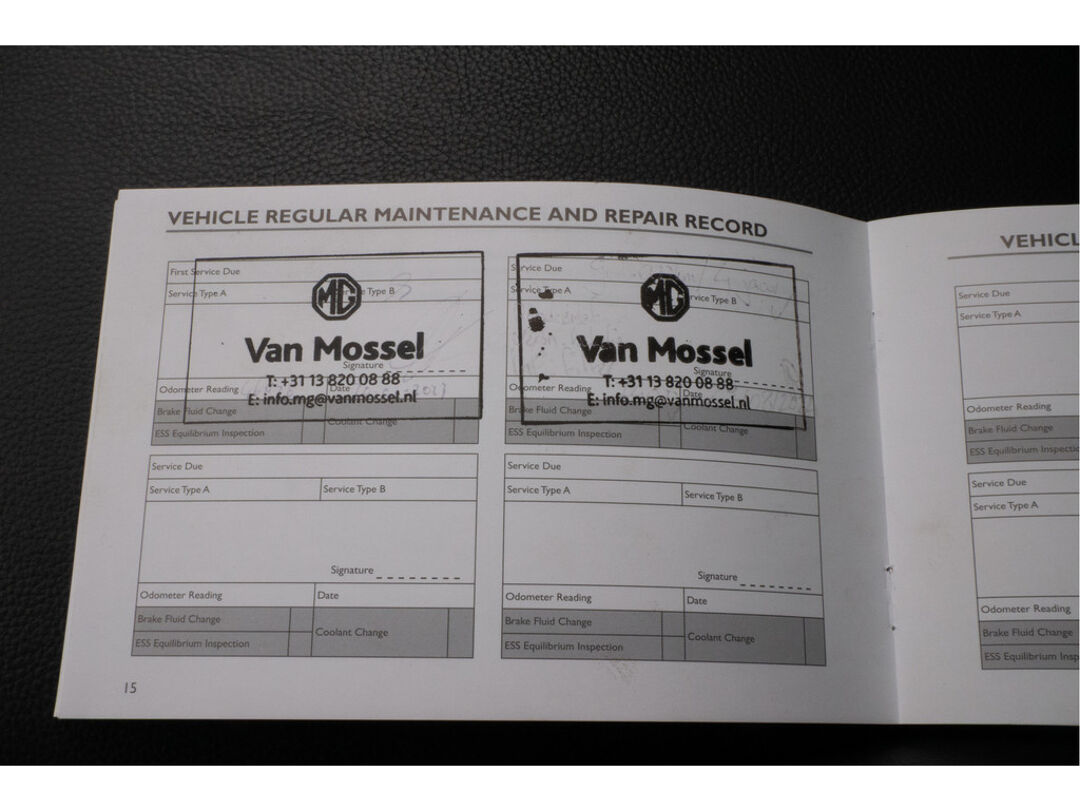 VEHICLE REGULAR MAINTENANCE AND REPAIR RECORD
First Service Due
Service Type A
Service Type B
MG
Van Mossel
Signature
T: +31 13 820 08 88
Odometer Reading
Date
E: info.mg@vanmossel.nl
Brake Fluid Change
Coolant Change
ESS Equilibrium Inspection
Service Due
Service Type A
Service Type B
MG
Van Mossel
Signature
T: +31 13 820 08 88
Odometer Reading
Date
E: info.mg@vanmossel.nl
Brake Fluid Change
Coolant Change
ESS Equilibrium Inspection
Service Due
Service Type A
Service Type B
Signature
Odometer Reading
Date
Brake Fluid Change
Coolant Change
ESS Equilibrium Inspection
Service Due
Service Type A
Service Type B
Signature
Odometer Reading
Date
Brake Fluid Change
Coolant Change
ESS Equilibrium Inspection
15
VEHICL
Service Due
Service Type A
Odometer Reading
Brake Fluid Change
ESS Equilibrium Inspectio
Service Due
Service Type A
Odometer Reading
Brake Fluid Change
ESS Equilibrium Insp